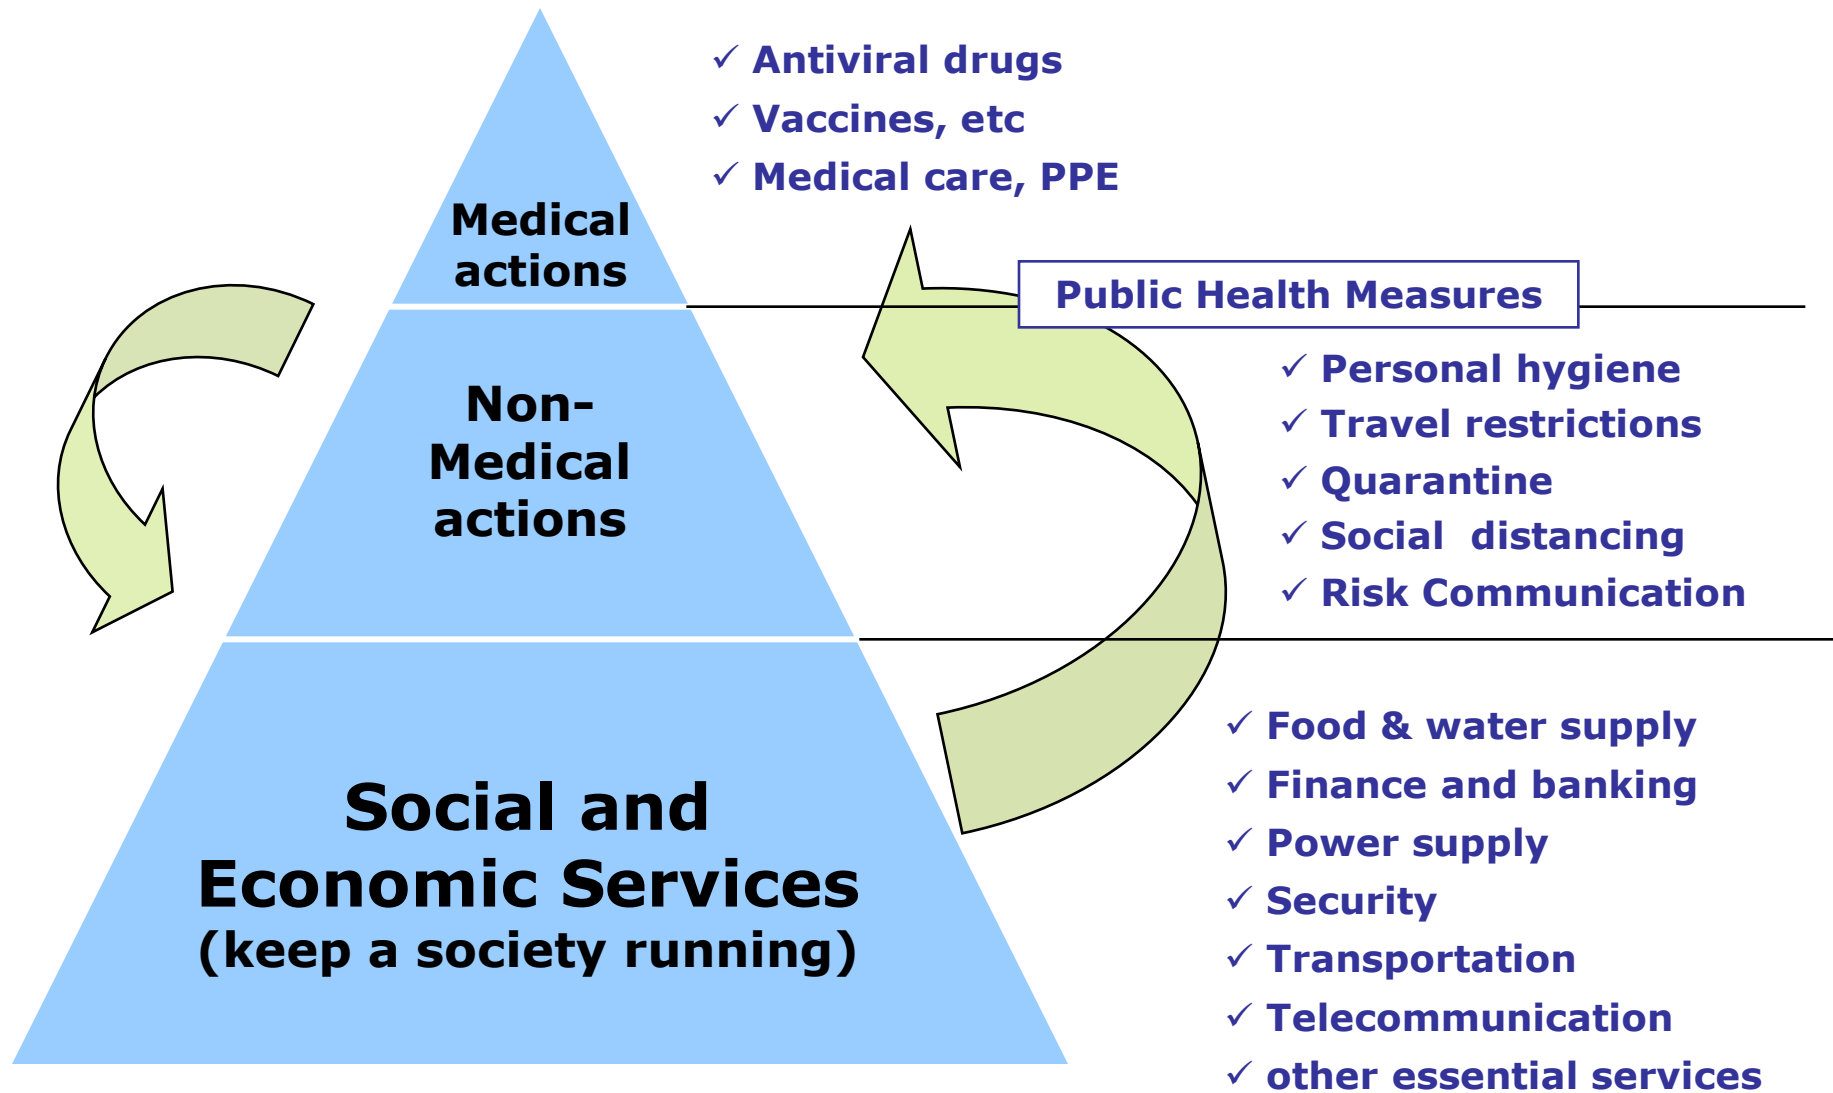 Antiviral drugs
Vaccines, etc
Medical care, PPE
Medical
actions
Public Health Measures
Non-
Medical
actions
Personal hygiene
Travel restrictions
Quarantine
Social  distancing
Risk Communication
Social and
Economic Services
(keep a society running)
Food & water supply
Finance and banking
Power supply
Security
Transportation
Telecommunication
other essential services